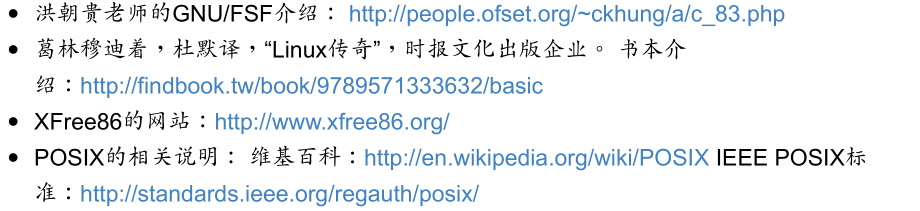 • 洪朝貴老师的GNU/FSF介绍： http://people.ofset.org/~ckhung/a/c_83.php
• 葛林穆迪着，杜默译，“Linux传奇”，时报文化出版企业。 书本介
绍：http://findbook.tw/book/9789571333632/basic
• XFree86的网站：http://www.xfree86.org/
• POSIX的相关说明： 维基百科：http://en.wikipedia.org/wiki/POSIX IEEE POSIX标
准：http://standards.ieee.org/regauth/posix/